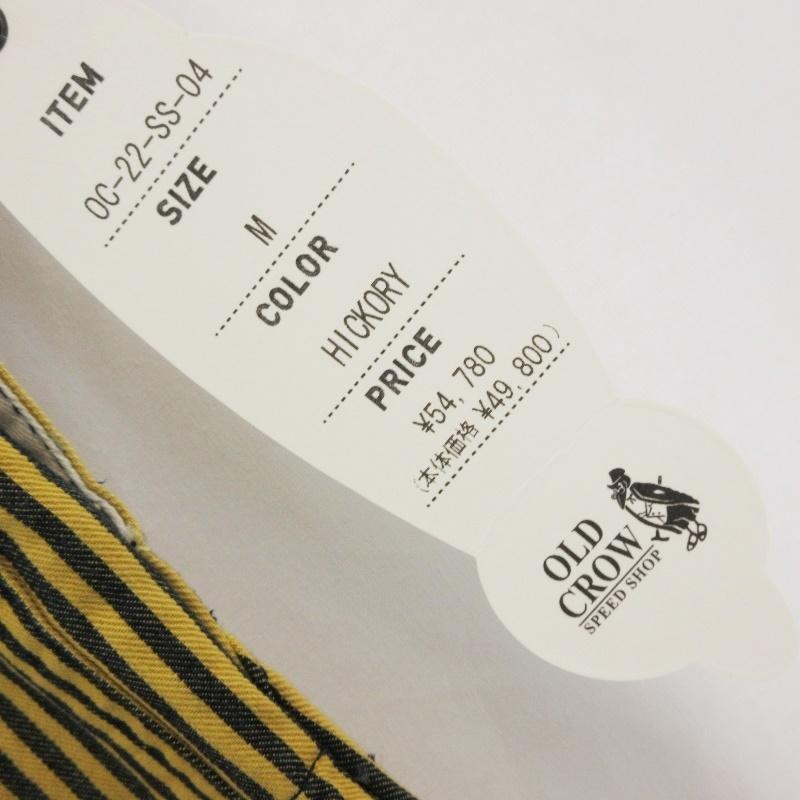 ITEM
OC-22-SS-04
SIZE
M
COLOR
HICKORY
PRICE
¥54,780
(本体価格 ¥49,800)
OLD
CROW
SPEED SHOP